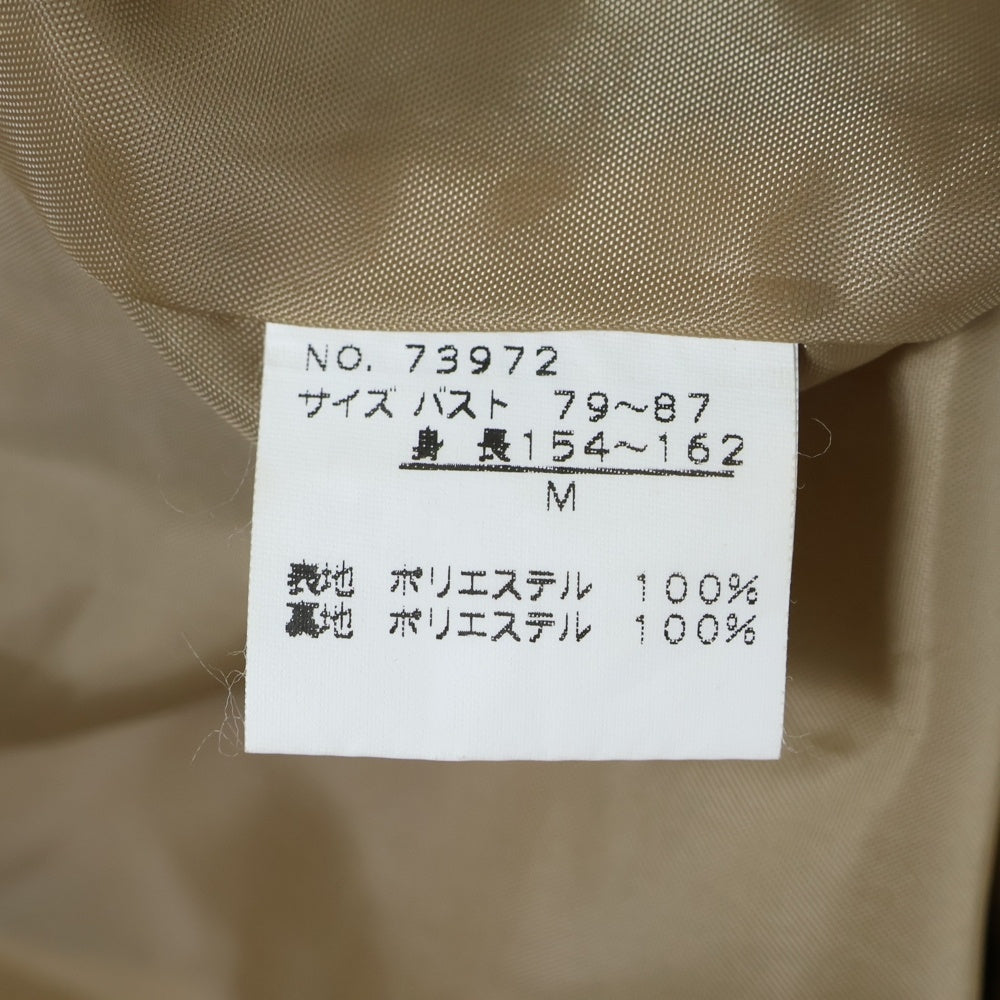 NO. 73972
サイズ バスト 79～87
身長154～162
M
表地 ポリエステル 100%
裏地 ポリエステル 100%